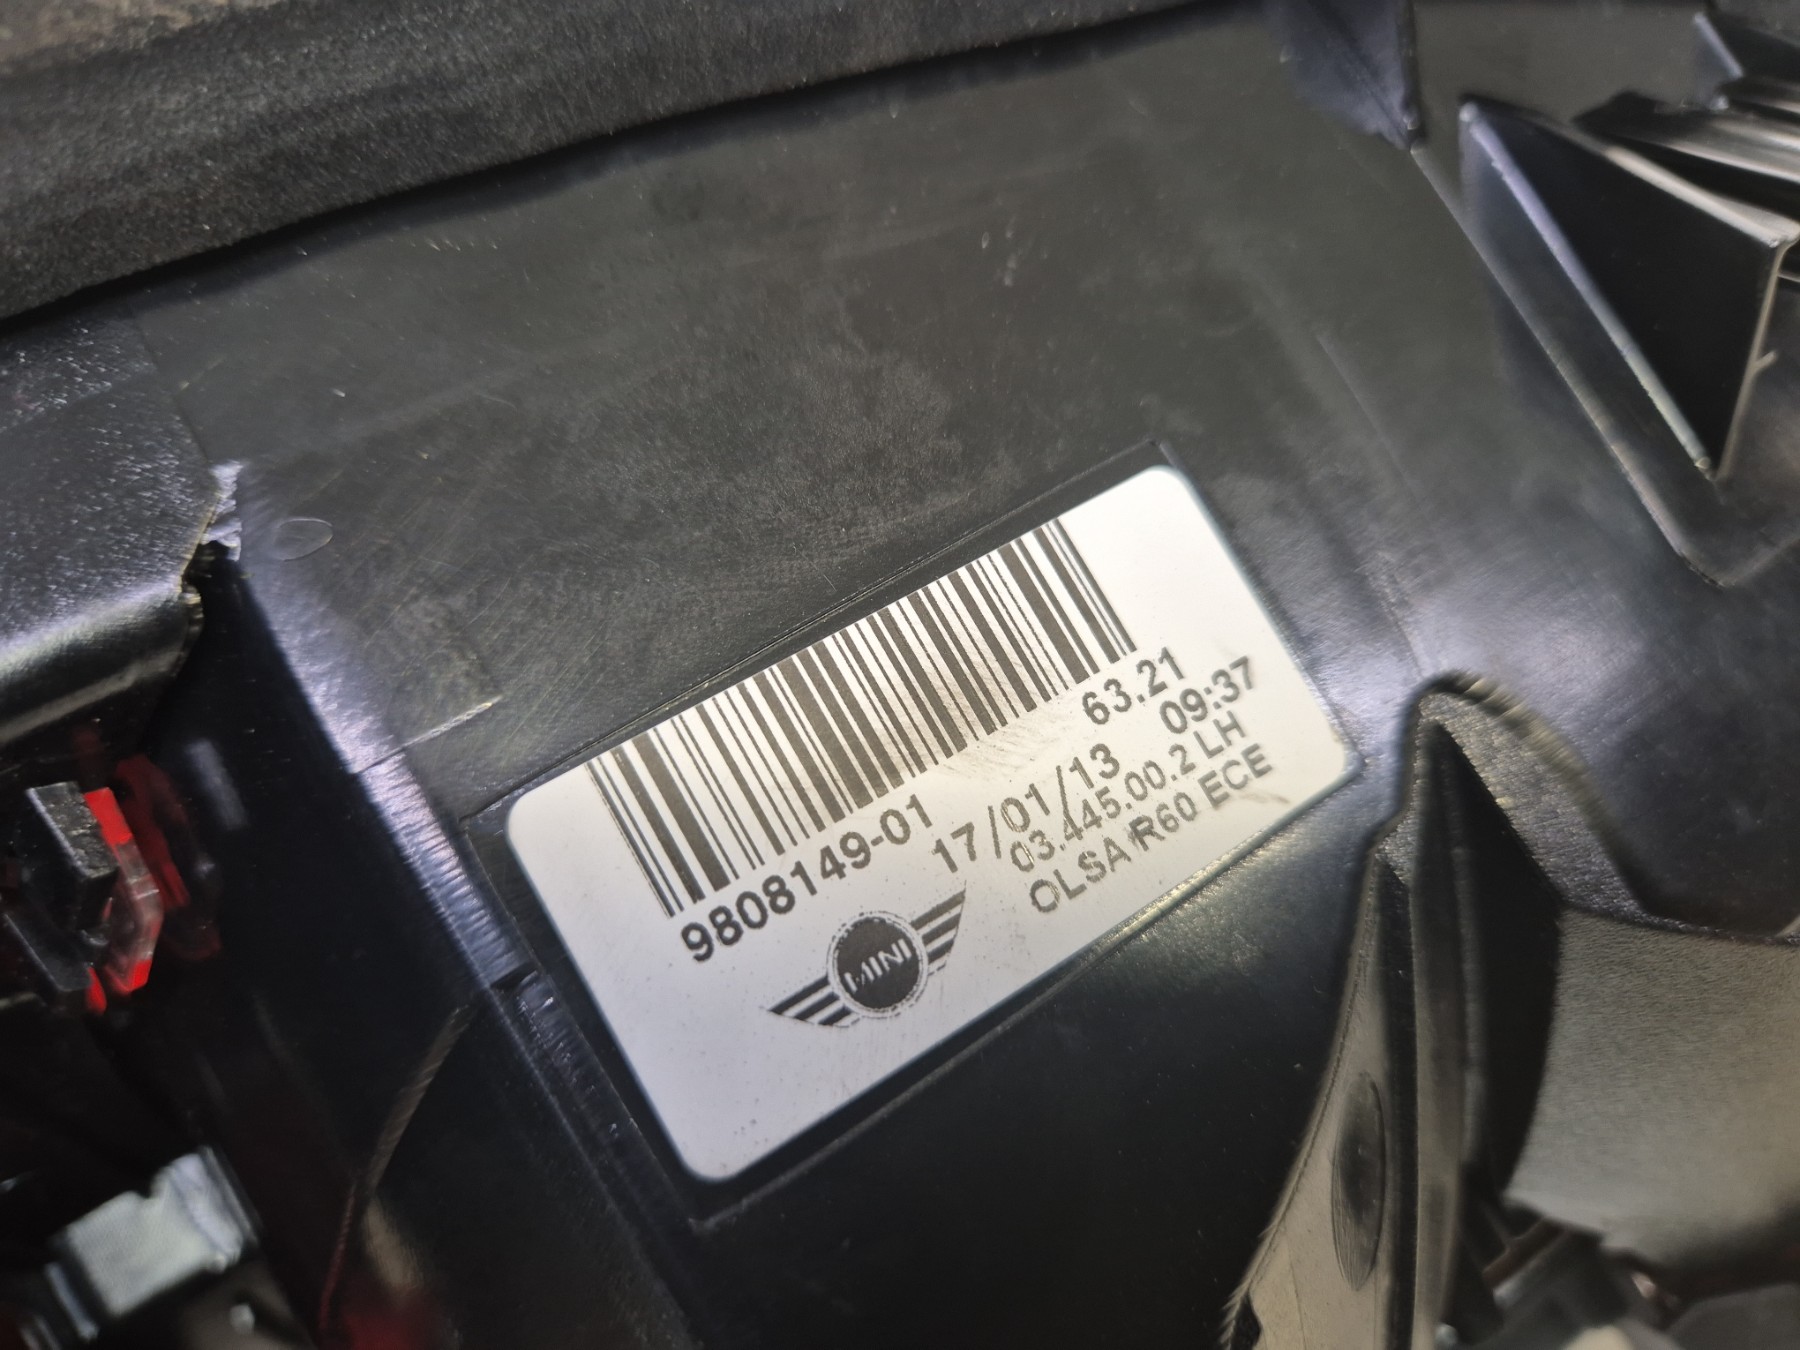 63.21
9808149-01
17/01/13 09:37
03.445.00.2 LH
OLSA R60 ECE
MINI